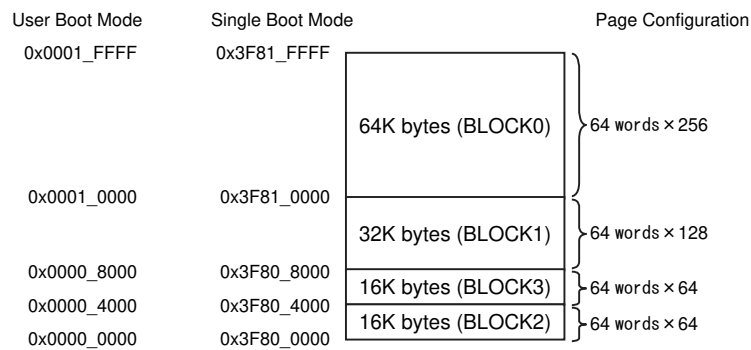 User Boot Mode Single Boot Mode Page Configuration
0x0001_FFFF 0x3F81_FFFF
64K bytes (BLOCK0) 64 words×256
0x0001_0000 0x3F81_0000
32K bytes (BLOCK1) 64 words×128
0x0000_8000 0x3F80_8000
16K bytes (BLOCK3) 64 words×64
0x0000_4000 0x3F80_4000
16K bytes (BLOCK2) 64 words×64
0x0000_0000 0x3F80_0000